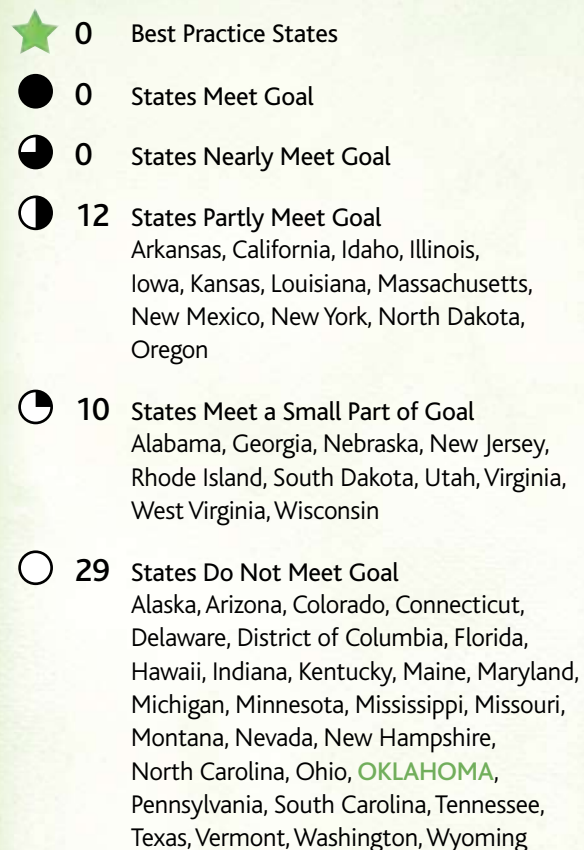 0 Best Practice States
0 States Meet Goal
0 States Nearly Meet Goal
12 States Partly Meet Goal
Arkansas, California, Idaho, Illinois,
Iowa, Kansas, Louisiana, Massachusetts,
New Mexico, New York, North Dakota,
Oregon
10 States Meet a Small Part of Goal
Alabama, Georgia, Nebraska, New Jersey,
Rhode Island, South Dakota, Utah, Virginia,
West Virginia, Wisconsin
29 States Do Not Meet Goal
Alaska, Arizona, Colorado, Connecticut,
Delaware, District of Columbia, Florida,
Hawaii, Indiana, Kentucky, Maine, Maryland,
Michigan, Minnesota, Mississippi, Missouri,
Montana, Nevada, New Hampshire,
North Carolina, Ohio, OKLAHOMA,
Pennsylvania, South Carolina, Tennessee,
Texas, Vermont, Washington, Wyoming